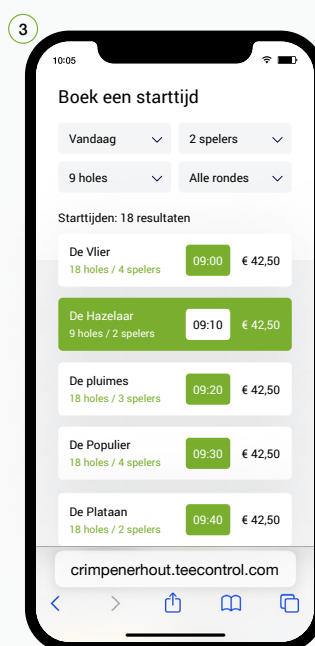 3
10:05
Boek een starttijd
Vandaag 2 spelers
9 holes Alle rondes
Starttijden: 18 resultaten
De Vlier
18 holes / 4 spelers
09:00 € 42,50
De Hazelaar
9 holes / 2 spelers
09:10 € 42,50
De pluimes
18 holes / 3 spelers
09:20 € 42,50
De Populier
18 holes / 4 spelers
09:30 € 42,50
De Plataan
18 holes / 2 spelers
09:40 € 42,50
crimpenerhout.teecontrol.com